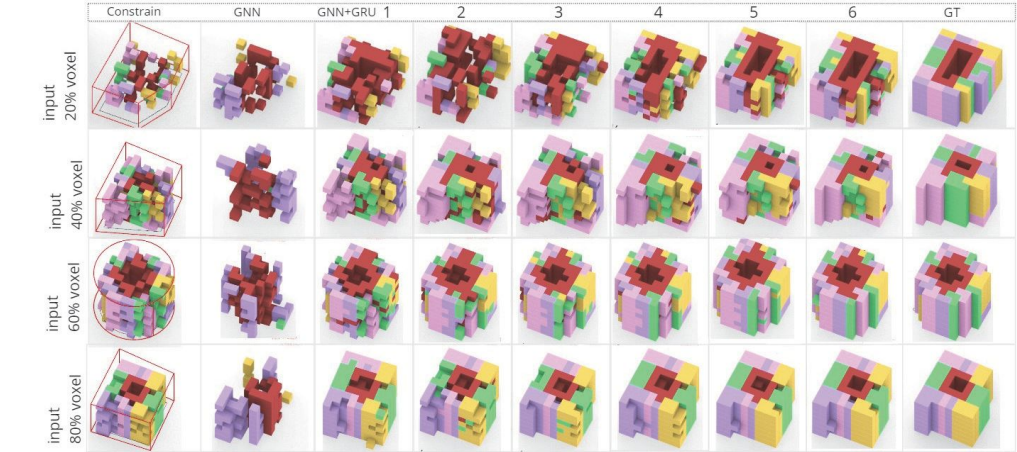 Constrain GNN GNN+GRU 1 2 3 4 5 6 GT
input
20% voxel
input
40% voxel
input
60% voxel
input
80% voxel